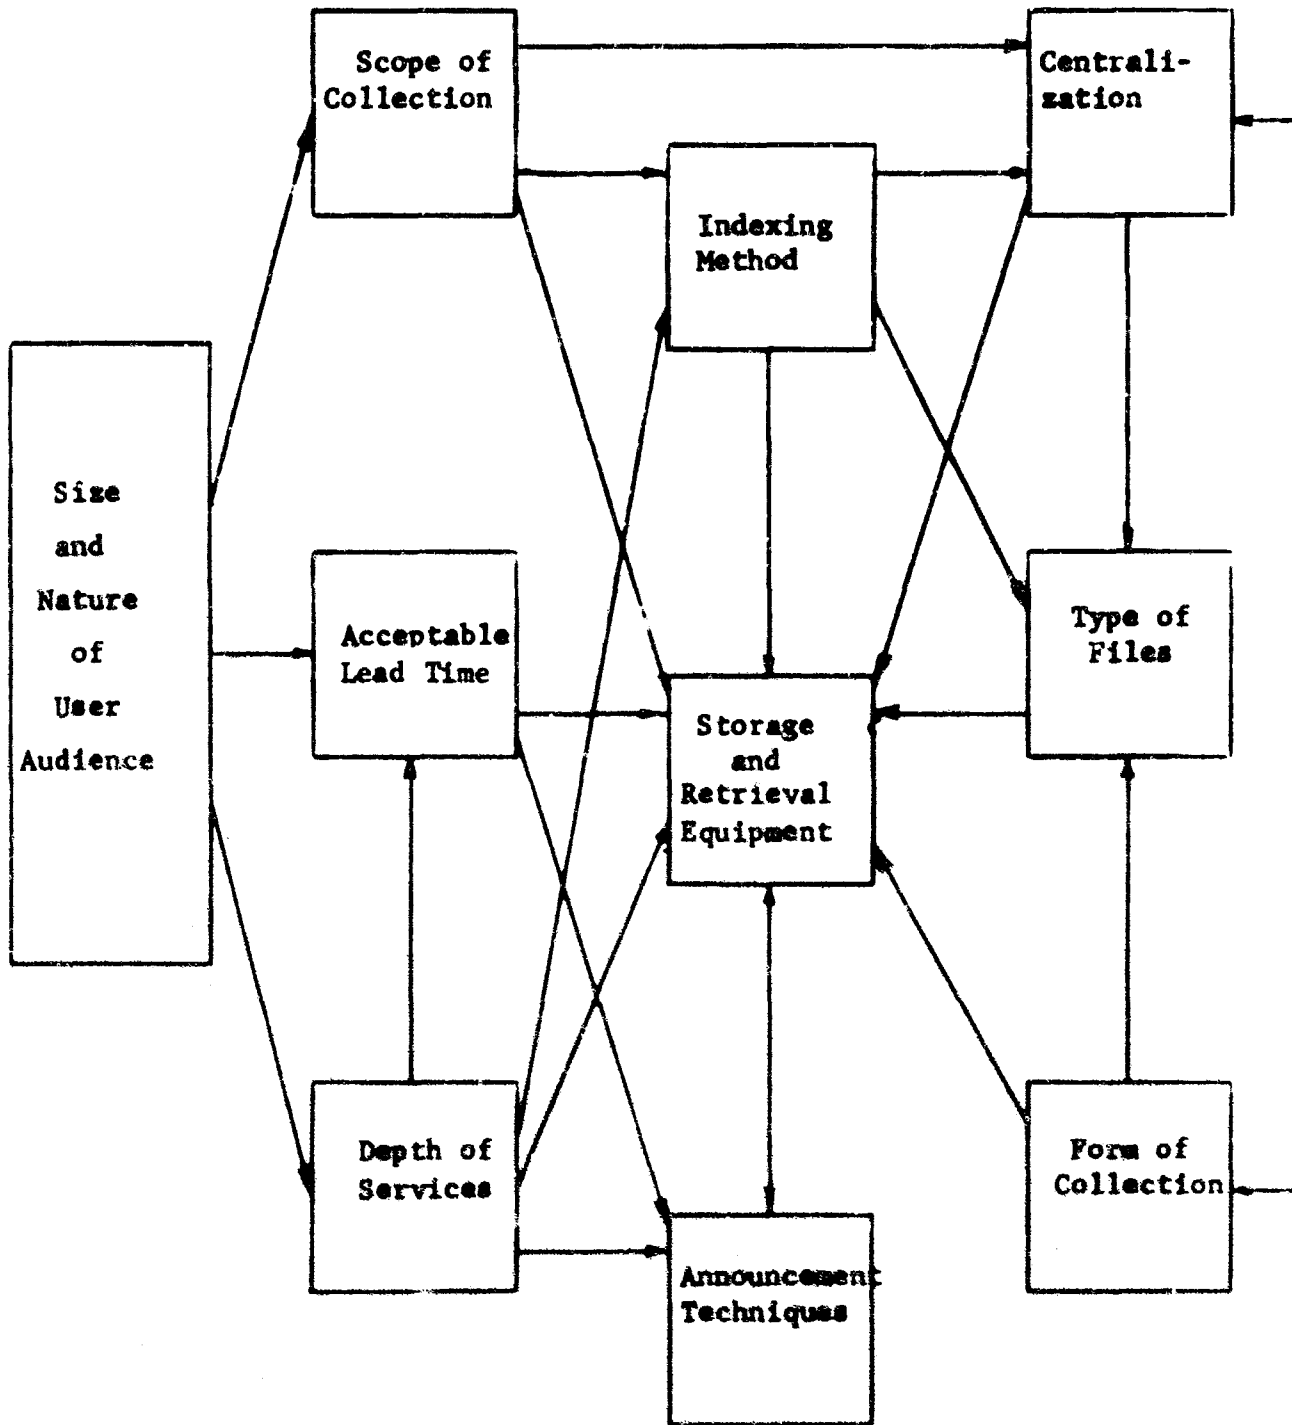 Scope of
Collection
Centrali-
zation
Indexing
Method
Size
and
Nature
of
User
Audience
Acceptable
Lead Time
Type of
Files
Storage
and
Retrieval
Equipment
Depth of
Services
Form of
Collection
Announcement
Techniques